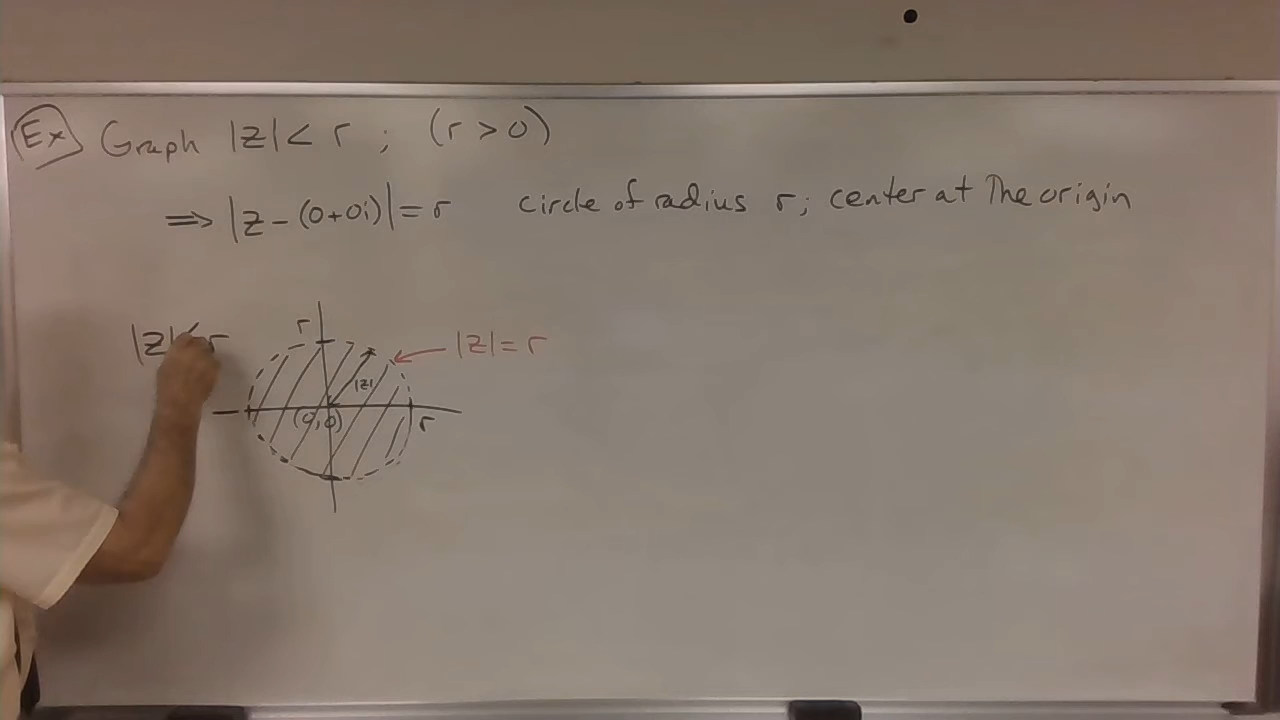 Ex Graph |z| < r ; (r > 0)
⇒ |z - (0+0i)| = r circle of radius r; center at The origin
r
|z| < r
|z| = r
|z|
(0,0)
r